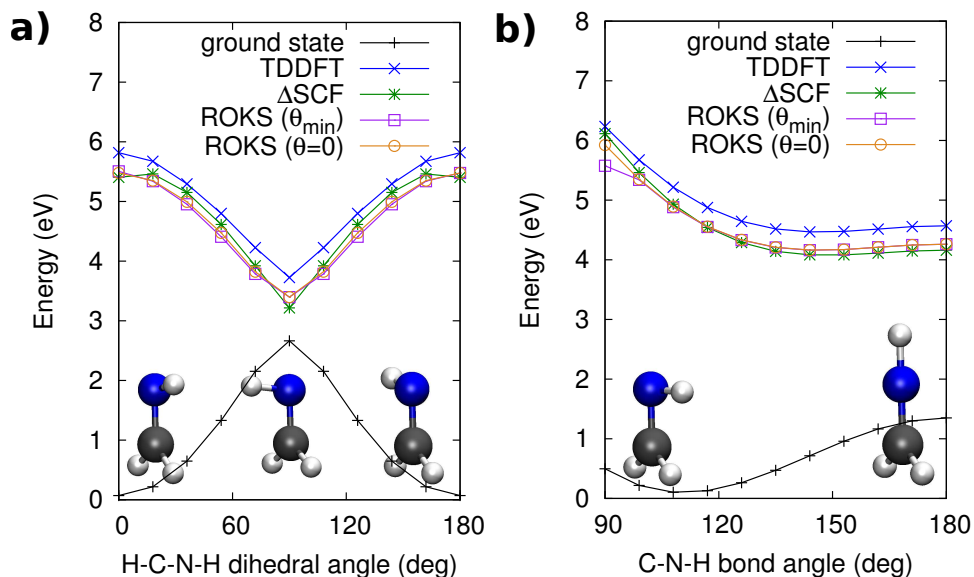 a)
ground state
TDDFT
ΔSCF
ROKS (θmin)
ROKS (θ=0)
8
7
6
5
4
3
2
1
0
Energy (eV)
0 60 120 180
H-C-N-H dihedral angle (deg)
b)
ground state
TDDFT
ΔSCF
ROKS (θmin)
ROKS (θ=0)
8
7
6
5
4
3
2
1
0
Energy (eV)
90 120 150 180
C-N-H bond angle (deg)